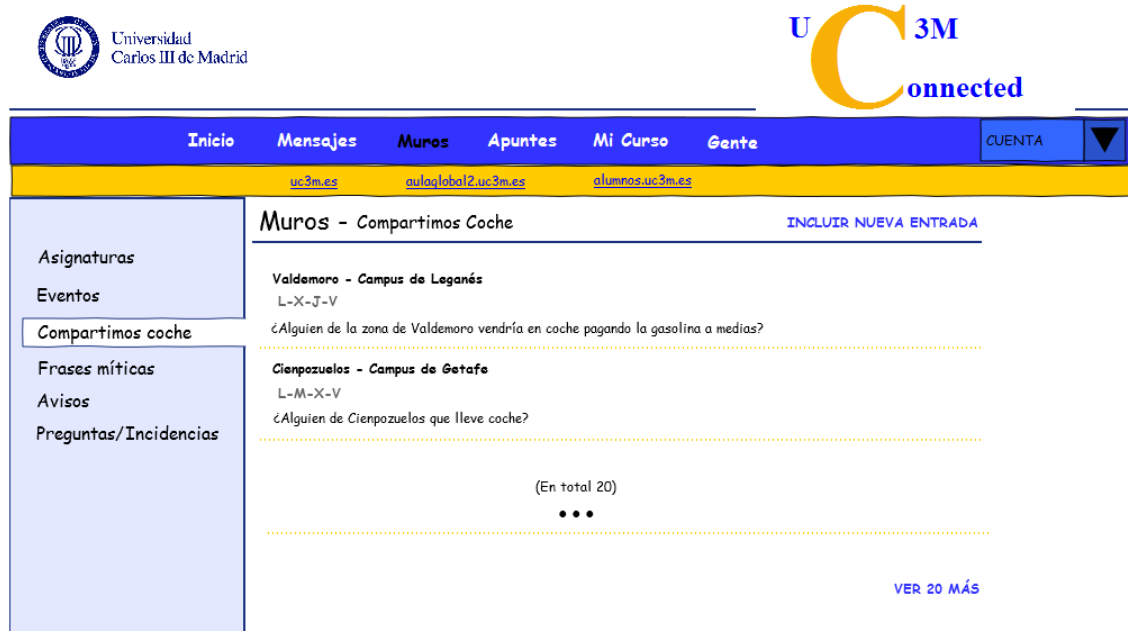 Universidad
Carlos III de Madrid
UC3M
Connected
Inicio Mensajes Muros Apuntes Mi Curso Gente CUENTA
uc3m.es aulaglobal2.uc3m.es alumnos.uc3m.es
Asignaturas
Eventos
Compartimos coche
Frases míticas
Avisos
Preguntas/Incidencias
Muros - Compartimos Coche
INCLUIR NUEVA ENTRADA
Valdemoro - Campus de Leganés
L-X-J-V
¿Alguien de la zona de Valdemoro vendría en coche pagando la gasolina a medias?
Cienpozuelos - Campus de Getafe
L-M-X-V
¿Alguien de Cienpozuelos que lleve coche?
(En total 20)
•••
VER 20 MÁS